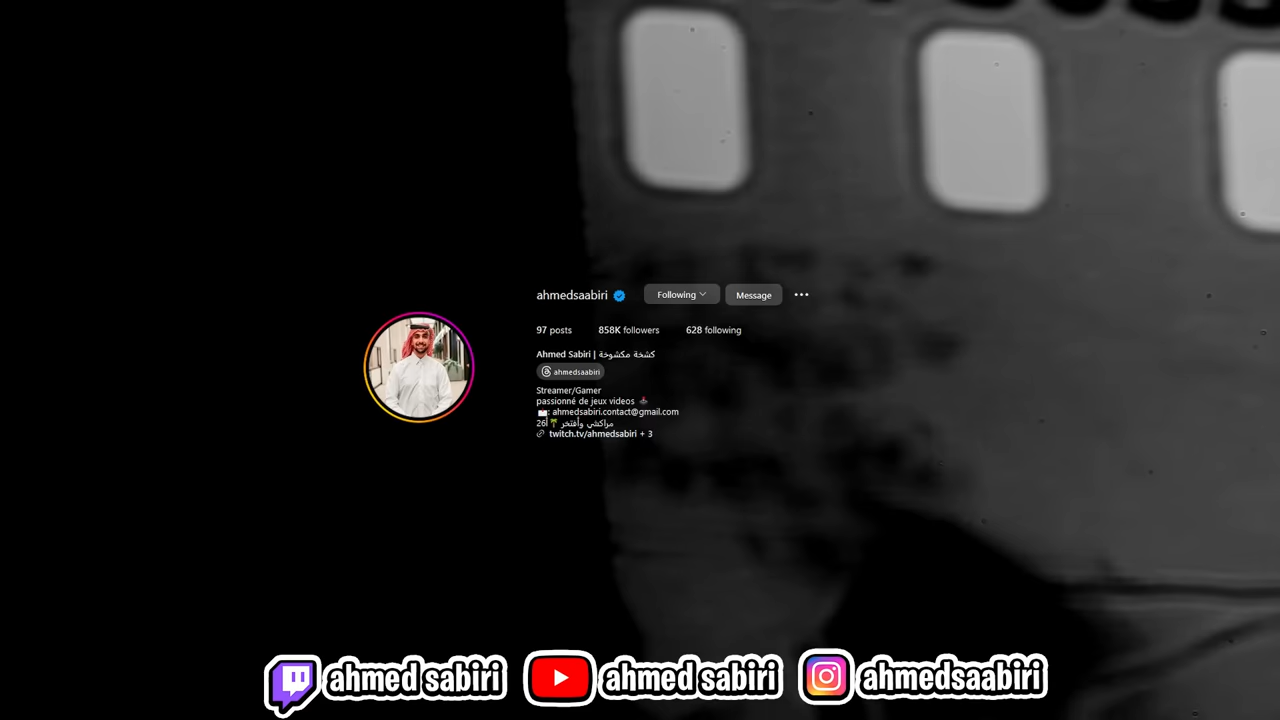 ahmedsaabiri Following Message
97 posts 858K followers 628 following
Ahmed Sabiri | كشخة مكشوخة
ahmedsaabiri
Streamer/Gamer
passionné de jeux videos 🕹️
📩: ahmedsabiri.contact@gmail.com
مراكشي وأفتخر 🌴أ26
twitch.tv/ahmedsabiri + 3
ahmed sabiri ahmed sabiri ahmedsaabiri